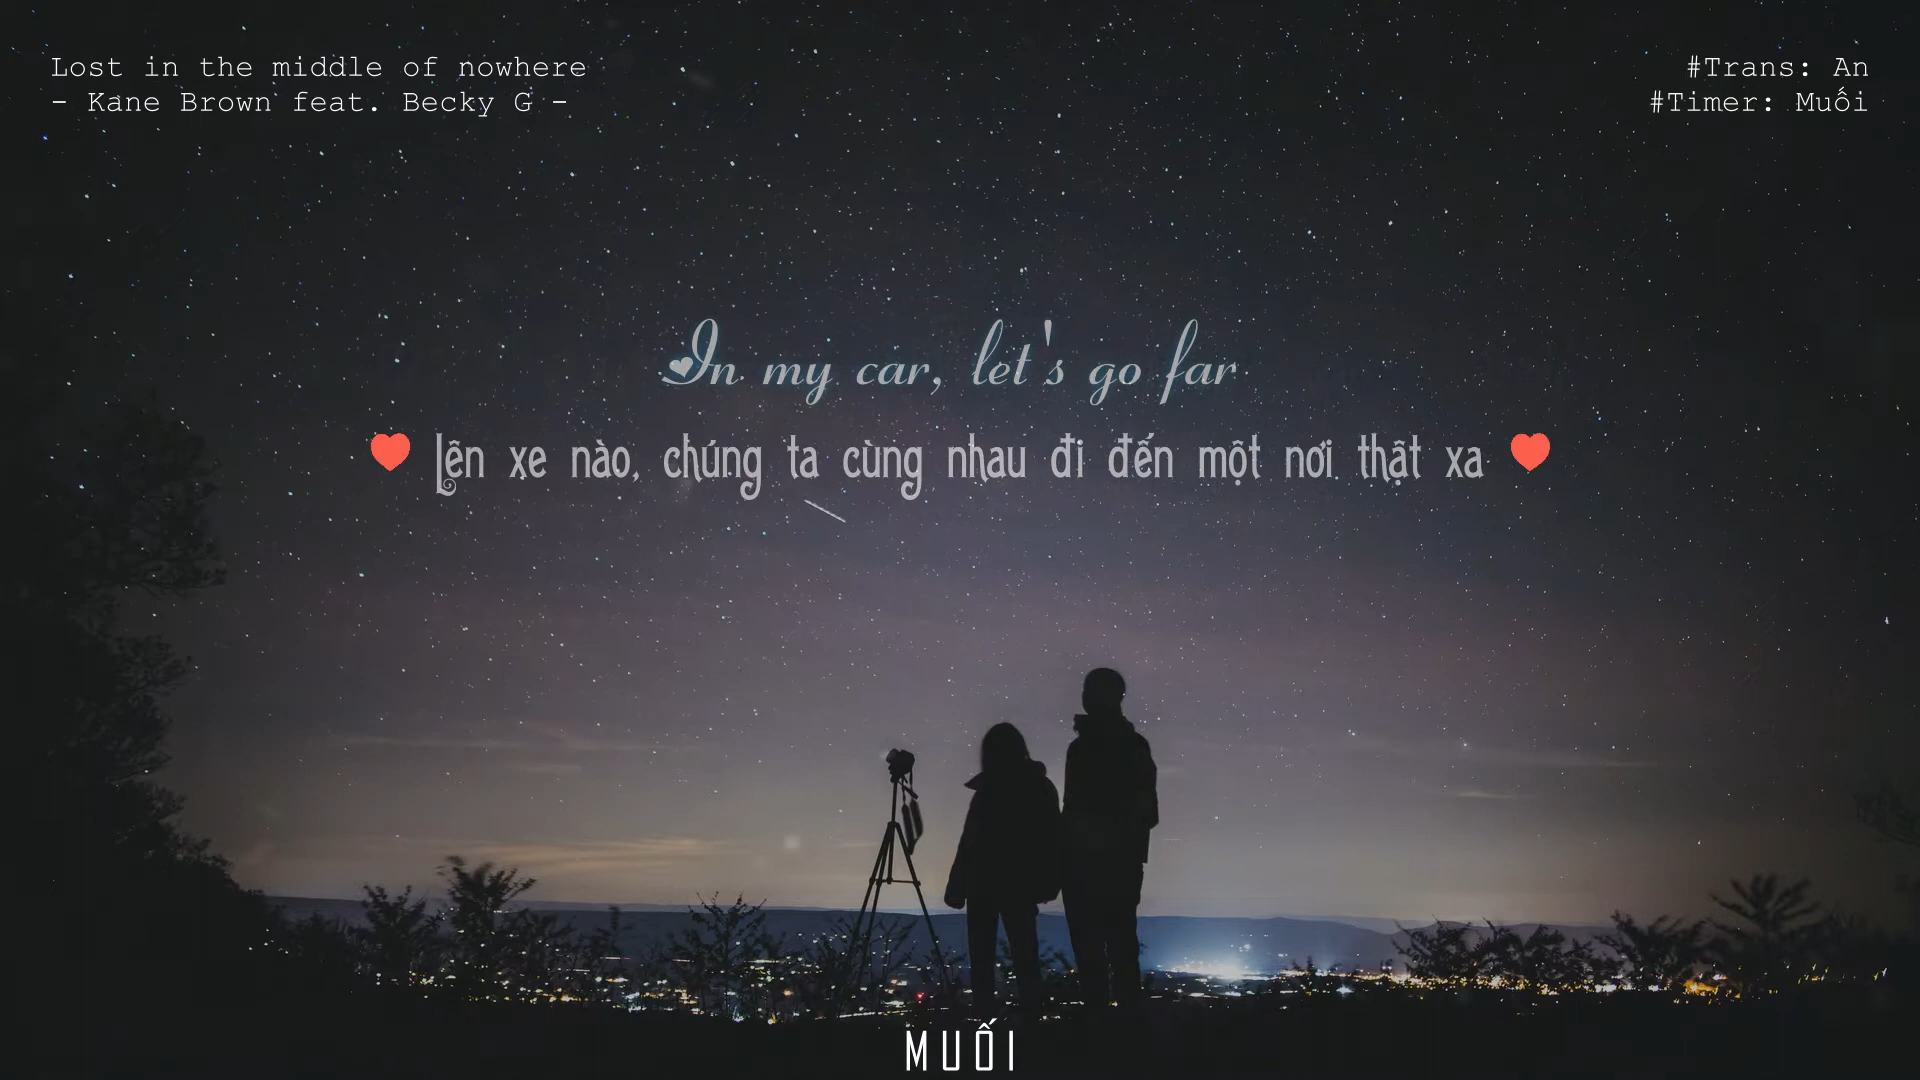 Lost in the middle of nowhere
- Kane Brown feat. Becky G -
#Trans: An
#Timer: Muối
In my car, let's go far
Lên xe nào, chúng ta cùng nhau đi đến một nơi thật xa
MUỐI